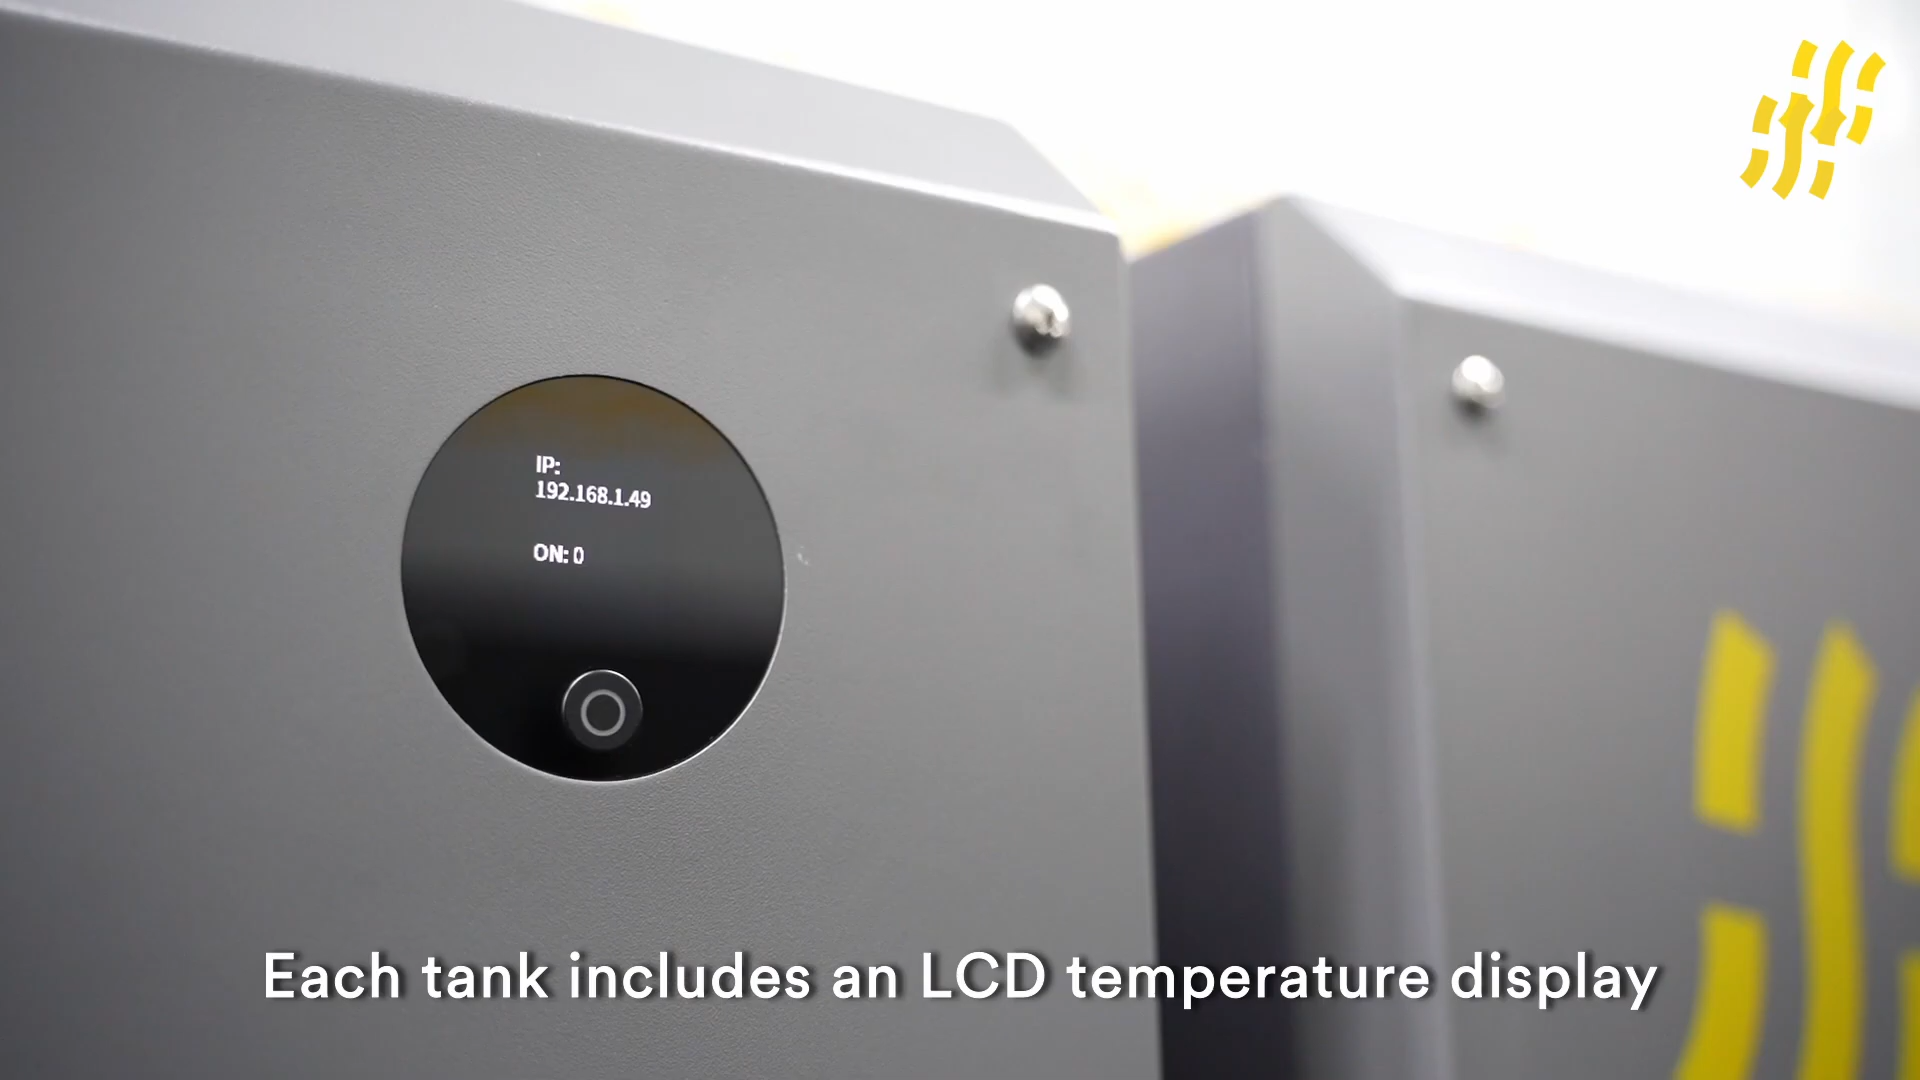 IP:
192.168.1.49
ON: 0
Each tank includes an LCD temperature display